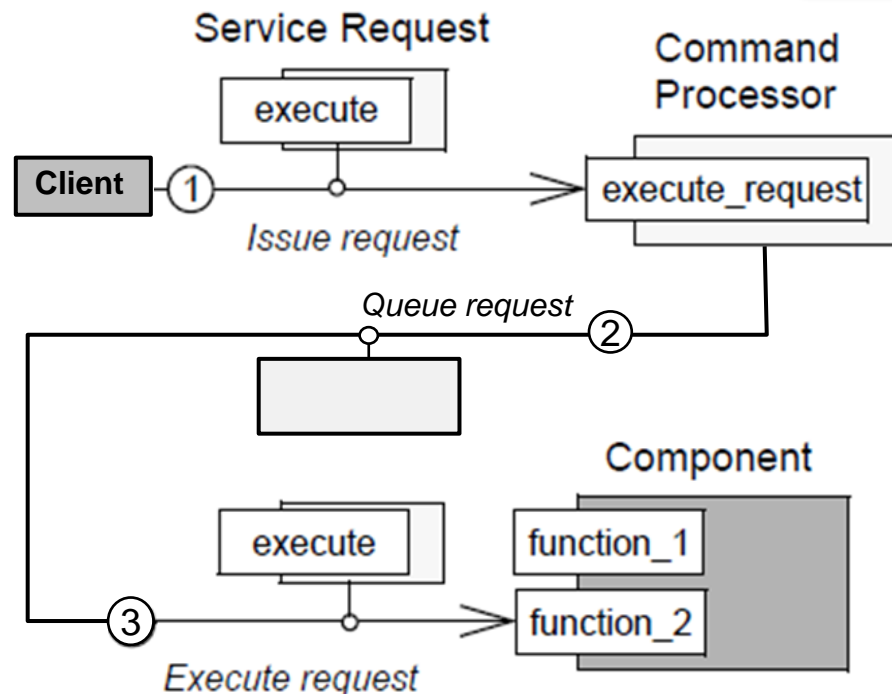 Service Request
Command
Processor
execute
Client
1
execute_request
Issue request
Queue request
2
Component
execute
function_1
3
function_2
Execute request